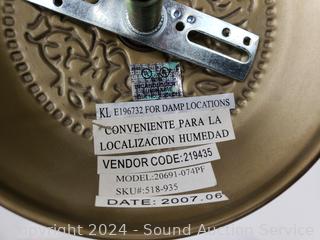 KL E196732 FOR DAMP LOCATIONS
CONVENIENTE PARA LA
LOCALIZACION HUMEDAD
VENDOR CODE:219435
MODEL:20691-074PF
SKU#:518-935
DATE: 2007.06
Copyright 2024 - Sound Auction Service